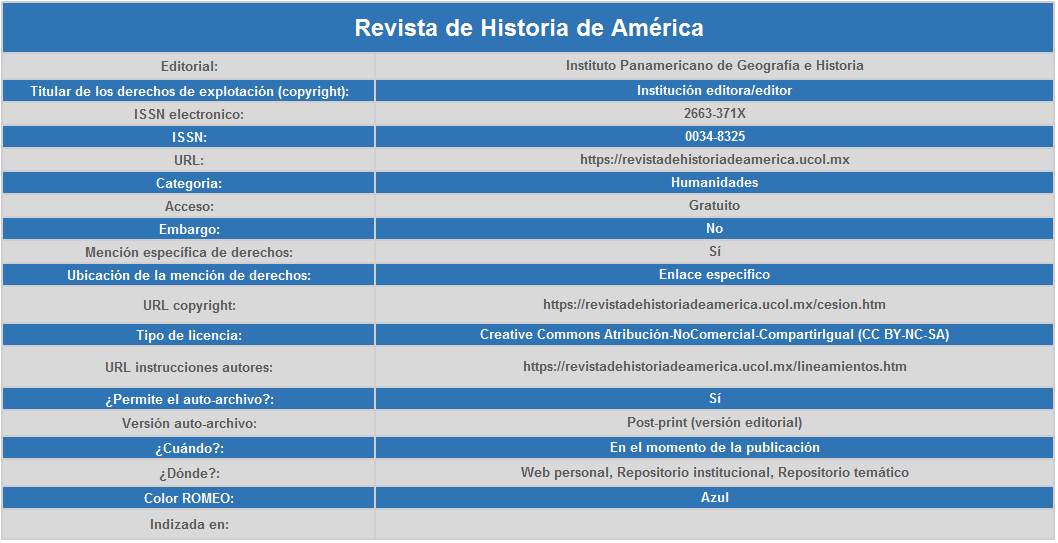 Revista de Historia de América
Editorial: Instituto Panamericano de Geografía e Historia
Titular de los derechos de explotación (copyright): Institución editora/editor
ISSN electronico: 2663-371X
ISSN: 0034-8325
URL: https://revistadehistoriadeamerica.ucol.mx
Categoria: Humanidades
Acceso: Gratuito
Embargo: No
Mención específica de derechos: Sí
Ubicación de la mención de derechos: Enlace especifico
URL copyright: https://revistadehistoriadeamerica.ucol.mx/cesion.htm
Tipo de licencia: Creative Commons Atribución-NoComercial-CompartirIgual (CC BY-NC-SA)
URL instrucciones autores: https://revistadehistoriadeamerica.ucol.mx/lineamientos.htm
¿Permite el auto-archivo?: Sí
Versión auto-archivo: Post-print (versión editorial)
¿Cuándo?: En el momento de la publicación
¿Dónde?: Web personal, Repositorio institucional, Repositorio temático
Color ROMEO: Azul
Indizada en: